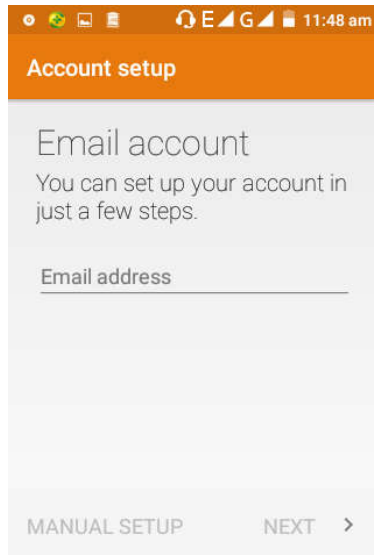 E G 11:48 am
Account setup
Email account
You can set up your account in
just a few steps.
Email address
MANUAL SETUP NEXT